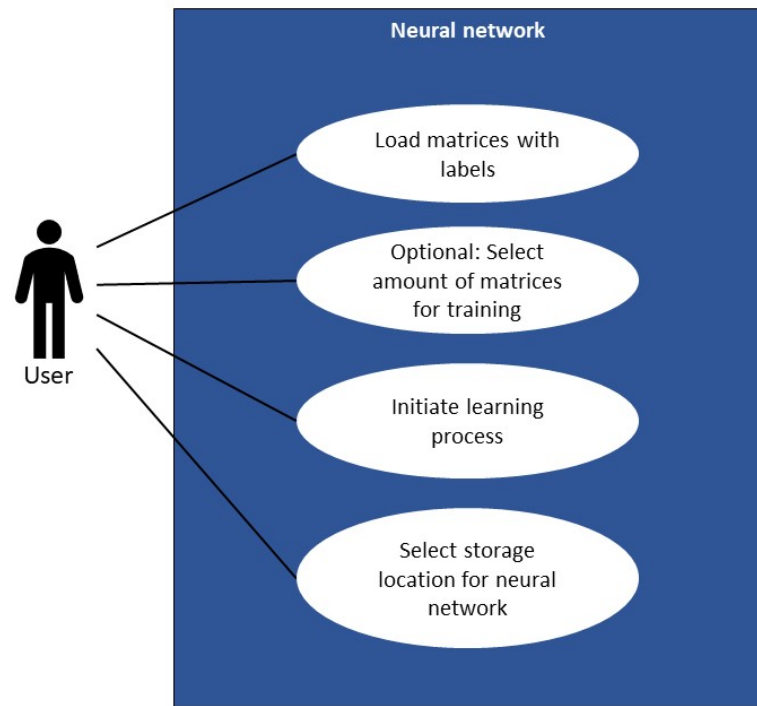 Neural network
Load matrices with
labels
Optional: Select
amount of matrices
for training
User
Initiate learning
process
Select storage
location for neural
network